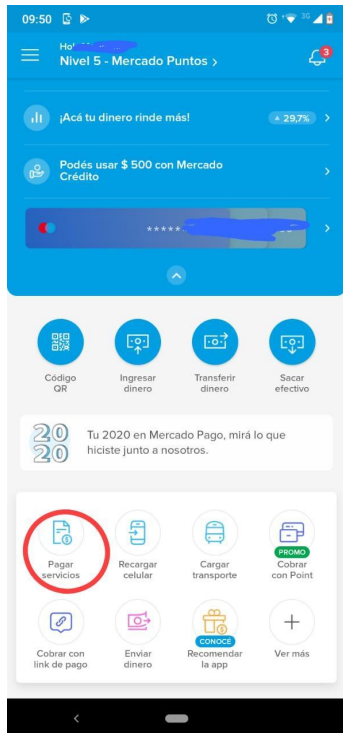 09:50
3G
Nivel 5 - Mercado Puntos >
3
¡Acá tu dinero rinde más!
29,7%
Podés usar $ 500 con Mercado
Crédito
*****
Código
QR
Ingresar
dinero
Transferir
dinero
Sacar
efectivo
2020
Tu 2020 en Mercado Pago, mirá lo que
hiciste junto a nosotros.
Pagar
servicios
Recargar
celular
Cargar
transporte
PROMO
Cobrar
con Point
Cobrar con
link de pago
Enviar
dinero
CONOCÉ
Recomendar
la app
Ver más